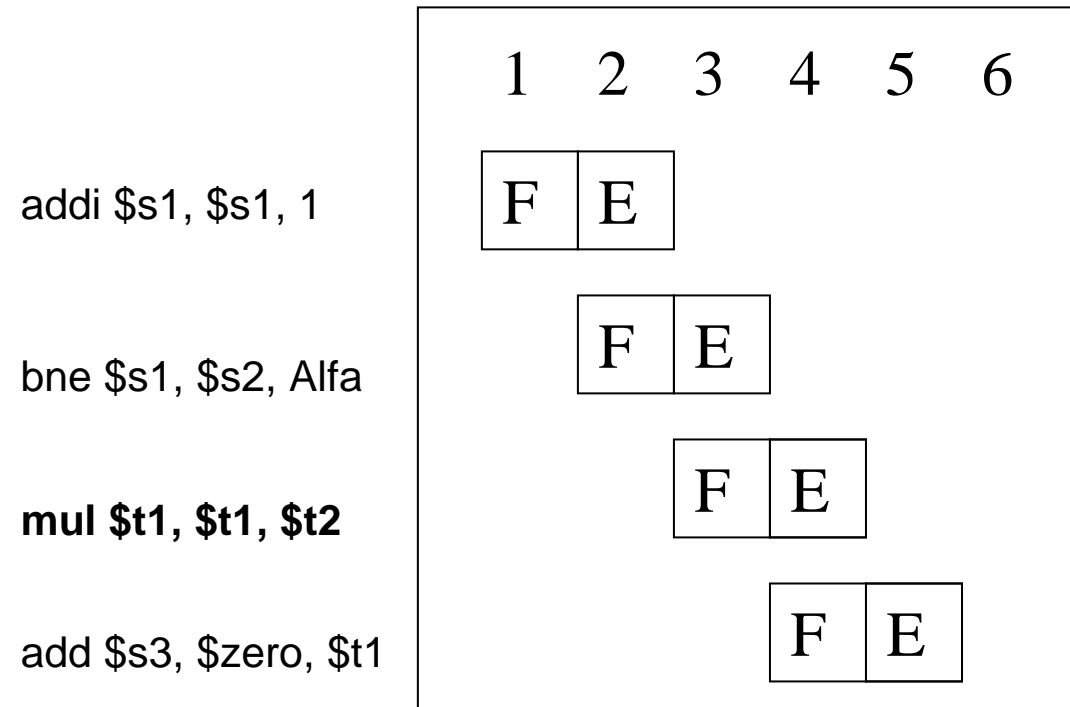 1 2 3 4 5 6
addi $s1, $s1, 1 F E
bne $s1, $s2, Alfa F E
mul $t1, $t1, $t2 F E
add $s3, $zero, $t1 F E